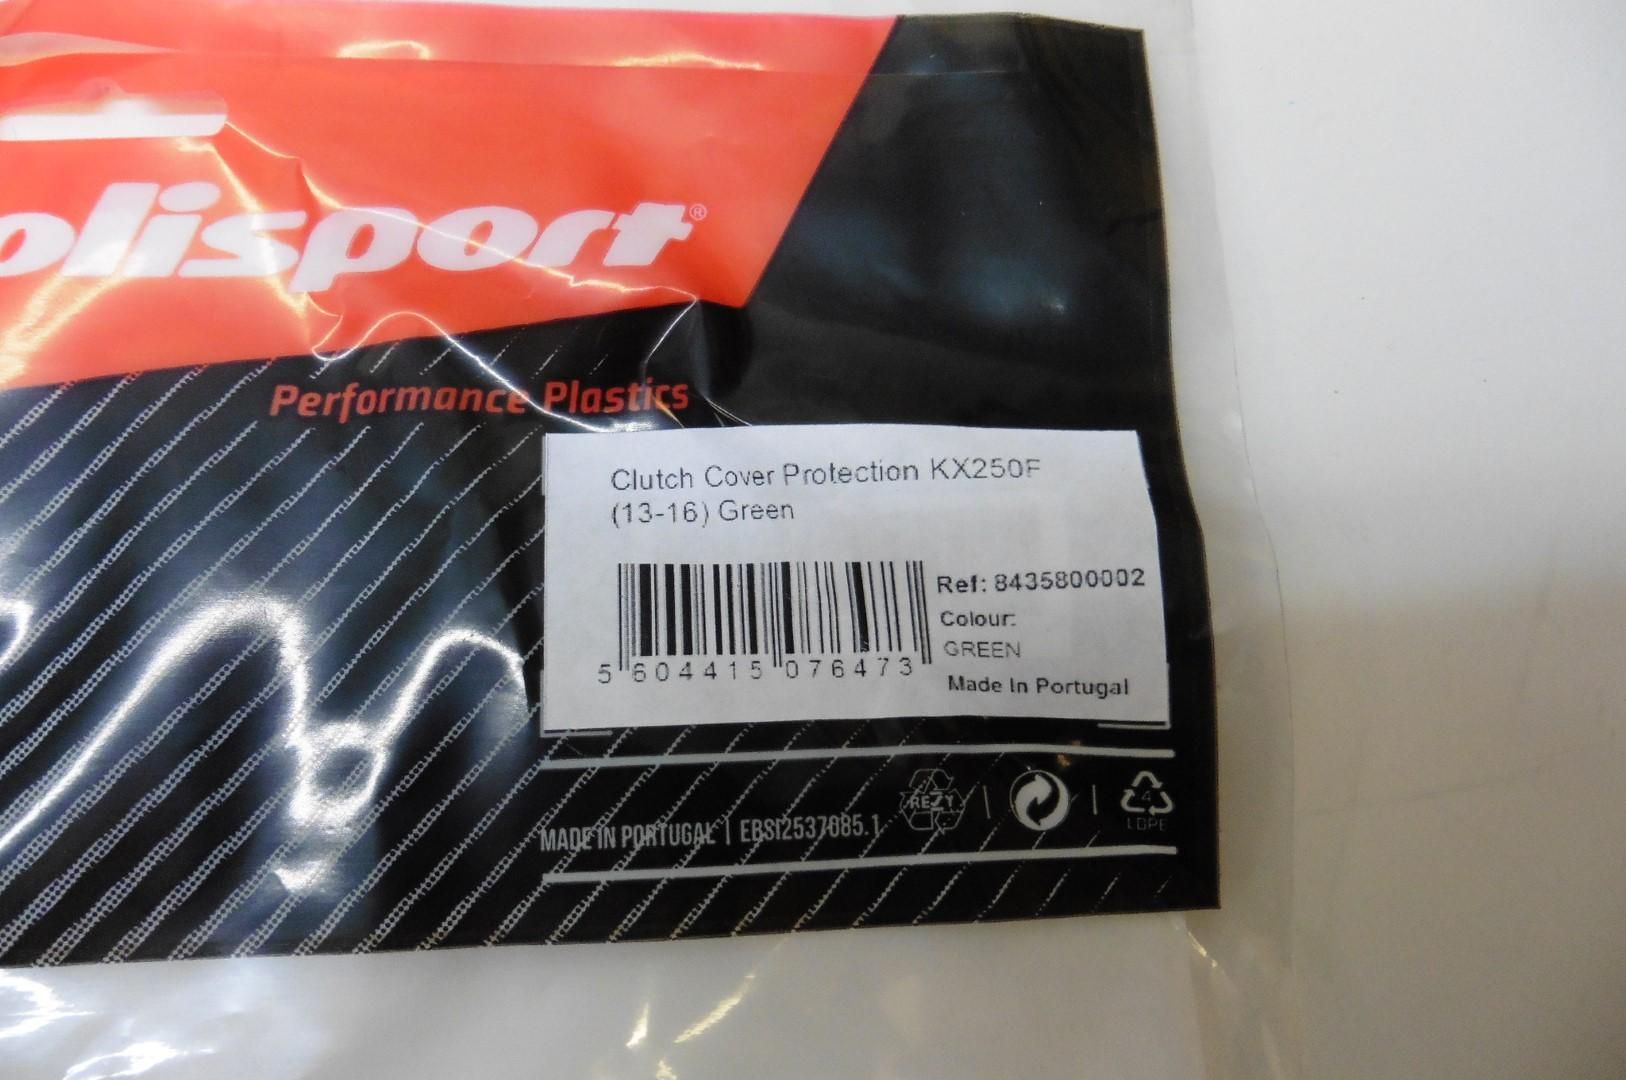 olisport®
Performance Plastics
Clutch Cover Protection KX250F
(13-16) Green
Ref: 8435800002
Colour:
GREEN
5 604415 076473
Made In Portugal
MADE IN PORTUGAL | EBSI2537085.1
REZY
4
LDPE